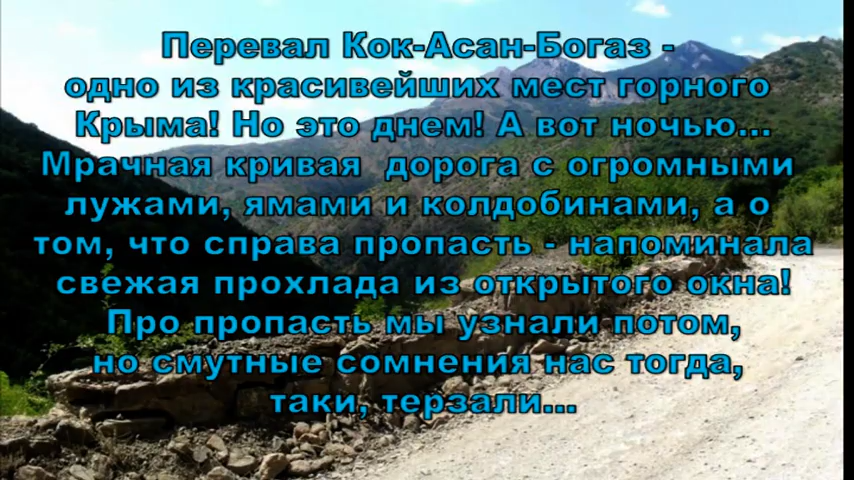 Перевал Кок-Асан-Богаз -
одно из красивейших мест горного
Крыма! Но это днем! А вот ночью...
Мрачная кривая дорога с огромными
лужами, ямами и колдобинами, а о
том, что справа пропасть - напоминала
свежая прохлада из открытого окна!
Про пропасть мы узнали потом,
но смутные сомнения нас тогда,
таки, терзали...